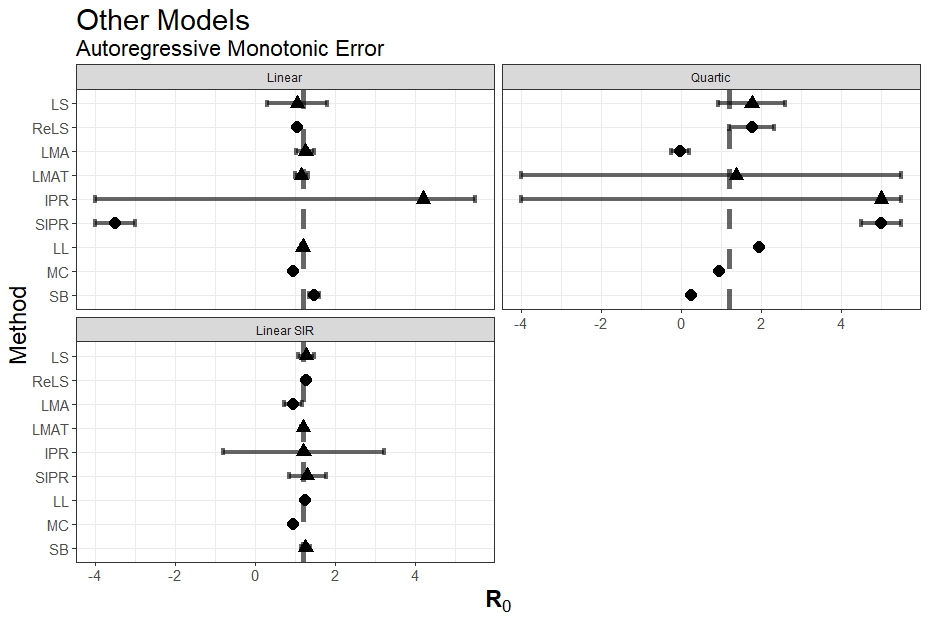 Other Models
Autoregressive Monotonic Error
Linear
Quartic
LS
ReLS
LMA
LMAT
IPR
SIPR
LL
MC
SB
-4 -2 0 2 4
Linear SIR
LS
ReLS
LMA
LMAT
IPR
SIPR
LL
MC
SB
-4 -2 0 2 4
Method
R0